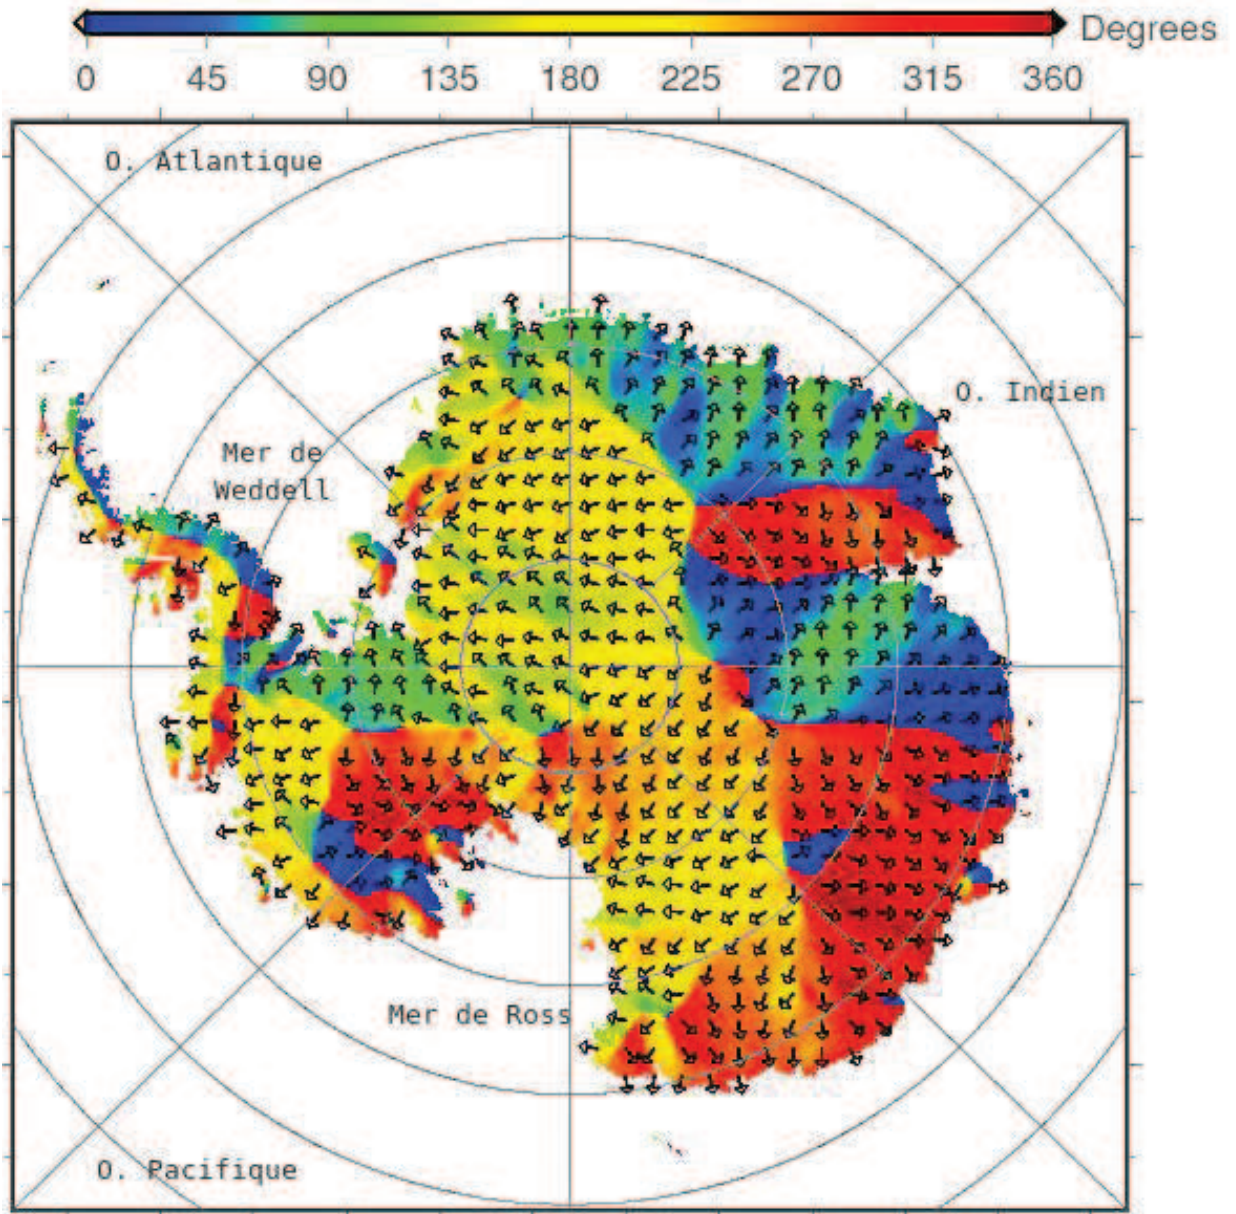 Degrees
0 45 90 135 180 225 270 315 360
O. Atlantique
O. Indien
Mer de
Weddell
Mer de Ross
O. Pacifique